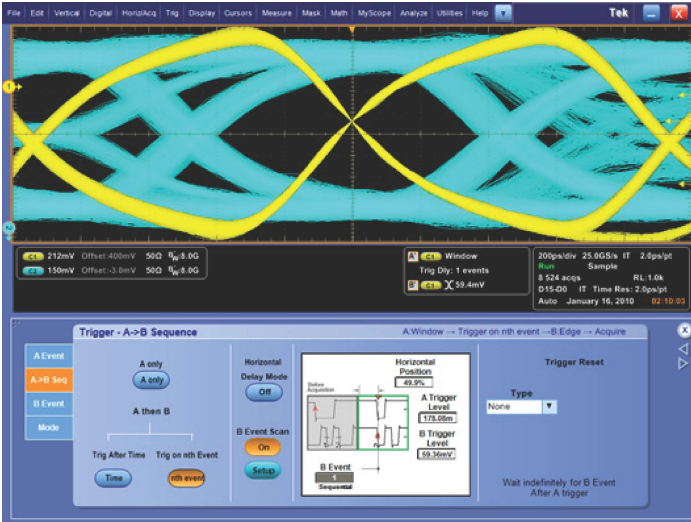 File Edit Vertical Digital Horiz/Acq Trig Display Cursors Measure Mask Math MyScope Analyze Utilities Help Tek X
1
2
C1 212mV Offset:400mV 50Ω BW:8.0G
C2 150mV Offset:-3.0mV 50Ω BW:8.0G
A' C1 Window
Trig Dly: 1 events
B' C1 59.4mV
200ps/div 25.0GS/s IT 2.0ps/pt
Run Sample
8 524 acqs RL:1.0k
D15-D0 IT Time Res: 2.0ps/pt
Auto January 16, 2010 02:10:03
Trigger - A->B Sequence
A:Window → Trigger on nth event →B:Edge → Acquire
X
A Event
A->B Seq
B Event
Mode
A only
A only
A then B
Trig After Time
Trig on nth Event
Time
nth event
Horizontal
Delay Mode
Off
B Event Scan
On
Setup
Before
Acquisition
A
1 2 n
Horizontal
Position
49.9%
A Trigger
Level
178.08m
B Trigger
Level
59.36mV
B Event
1
Sequential
Trigger Reset
Type
None
Wait indefinitely for B Event
After A trigger